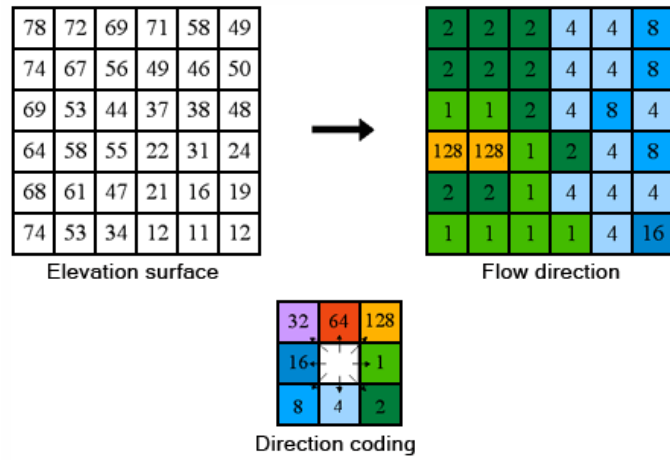 78 72 69 71 58 49
74 67 56 49 46 50
69 53 44 37 38 48
64 58 55 22 31 24
68 61 47 21 16 19
74 53 34 12 11 12
Elevation surface
2 2 2 4 4 8
2 2 2 4 4 8
1 1 2 4 8 4
128 128 1 2 4 8
2 2 1 4 4 4
1 1 1 1 4 16
Flow direction
32 64 128
16 1
8 4 2
Direction coding